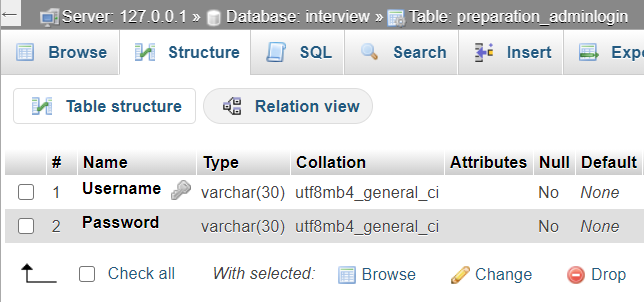 Server: 127.0.0.1 » Database: interview » Table: preparation_adminlogin
Browse Structure SQL Search Insert Expo
Table structure Relation view
# Name Type Collation Attributes Null Default
1 Username varchar(30) utf8mb4_general_ci No None
2 Password varchar(30) utf8mb4_general_ci No None
Check all With selected: Browse Change Drop